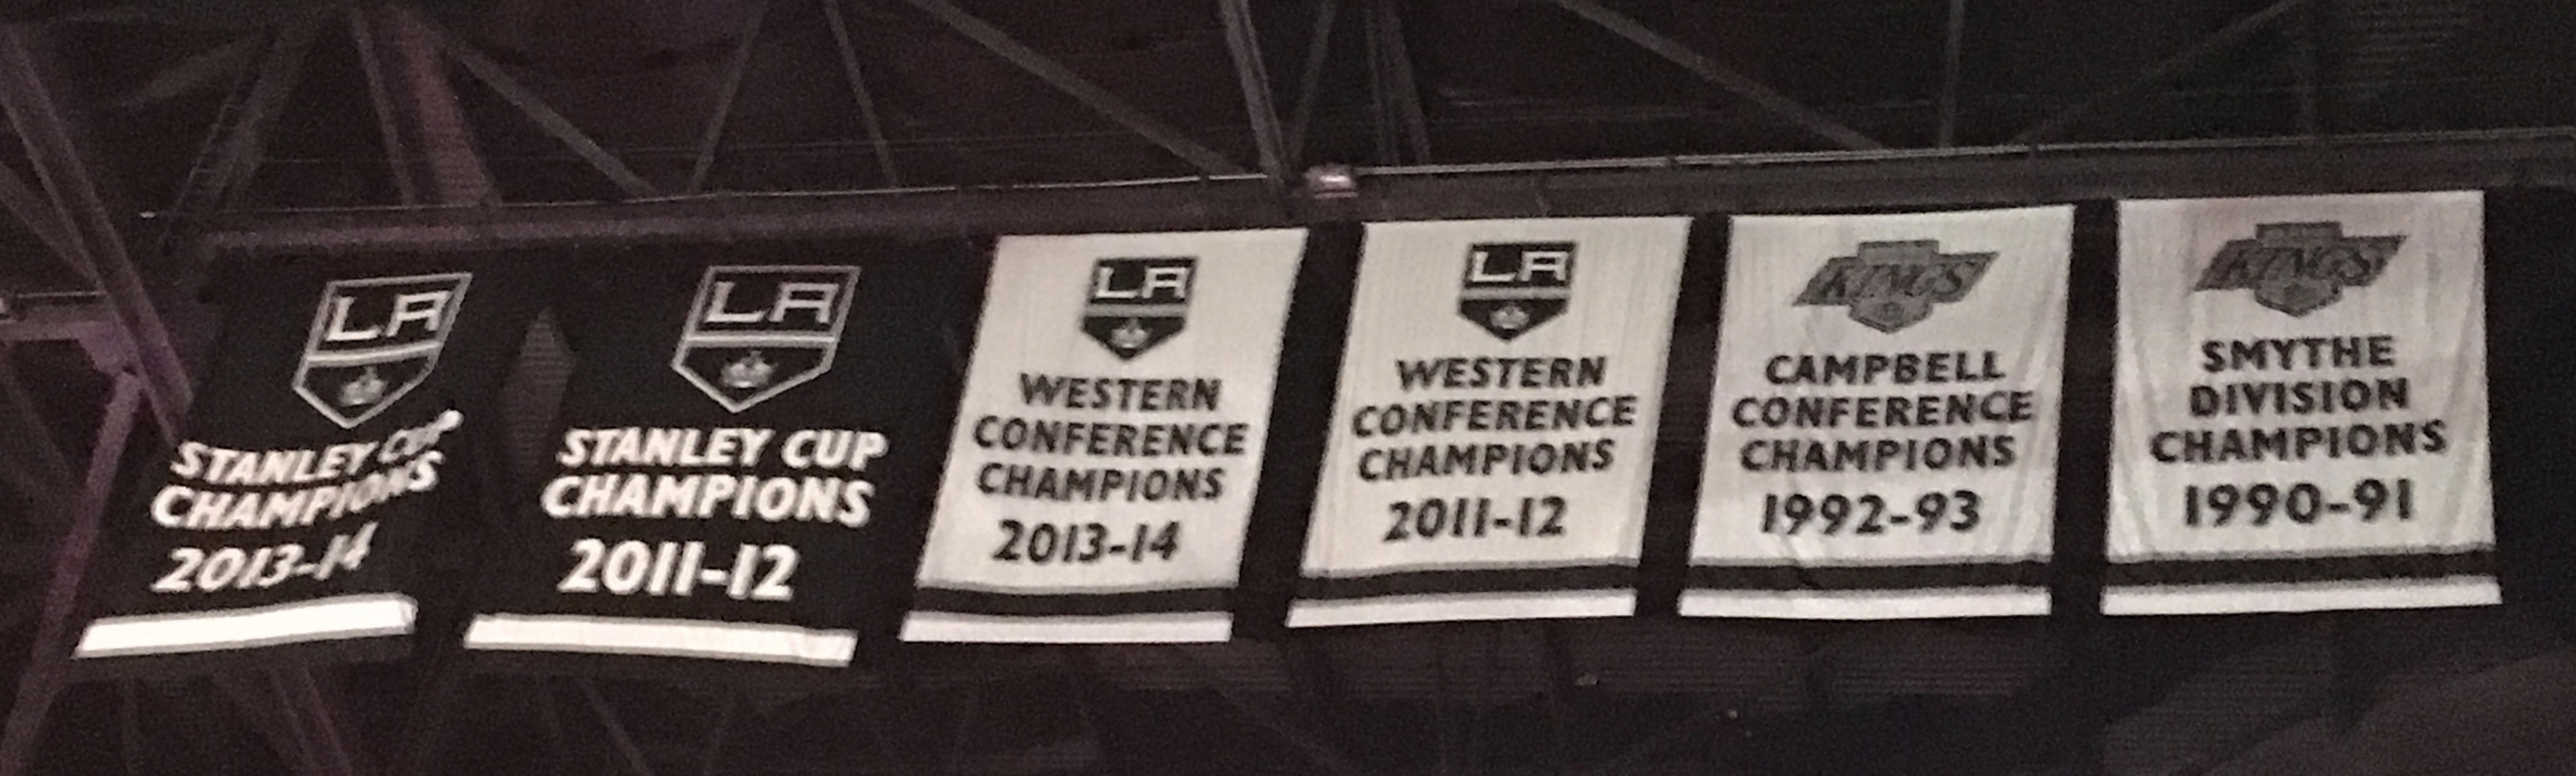 LA
STANLEY CUP
CHAMPIONS
2013-14
LA
STANLEY CUP
CHAMPIONS
2011-12
LA
WESTERN
CONFERENCE
CHAMPIONS
2013-14
LA
WESTERN
CONFERENCE
CHAMPIONS
2011-12
KINGS
CAMPBELL
CONFERENCE
CHAMPIONS
1992-93
KINGS
SMYTHE
DIVISION
CHAMPIONS
1990-91